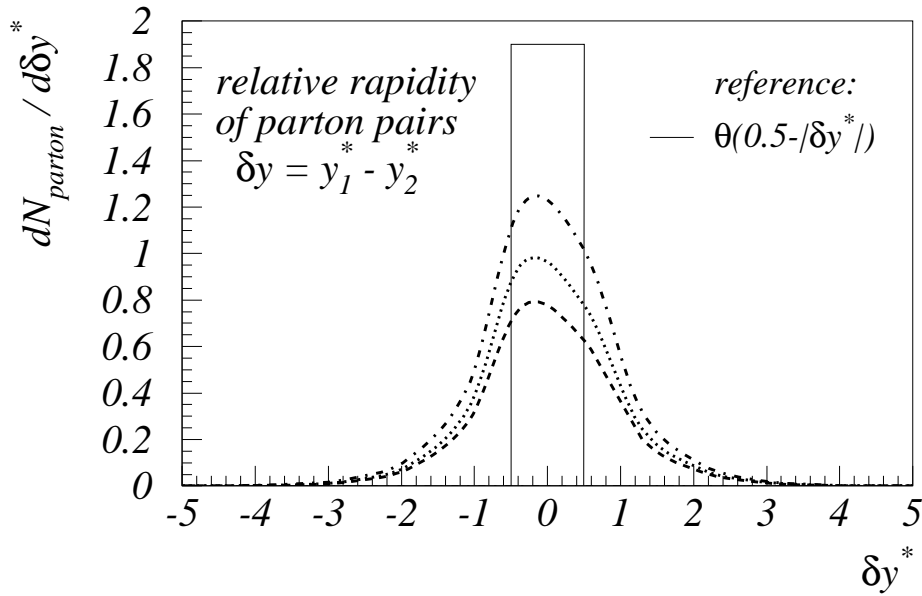 dN_parton / dδy*
2
1.8
1.6
1.4
1.2
1
0.8
0.6
0.4
0.2
0
relative rapidity
of parton pairs
δy = y_1^* - y_2^*
reference:
θ(0.5-|δy*|)
-5 -4 -3 -2 -1 0 1 2 3 4 5
δy*